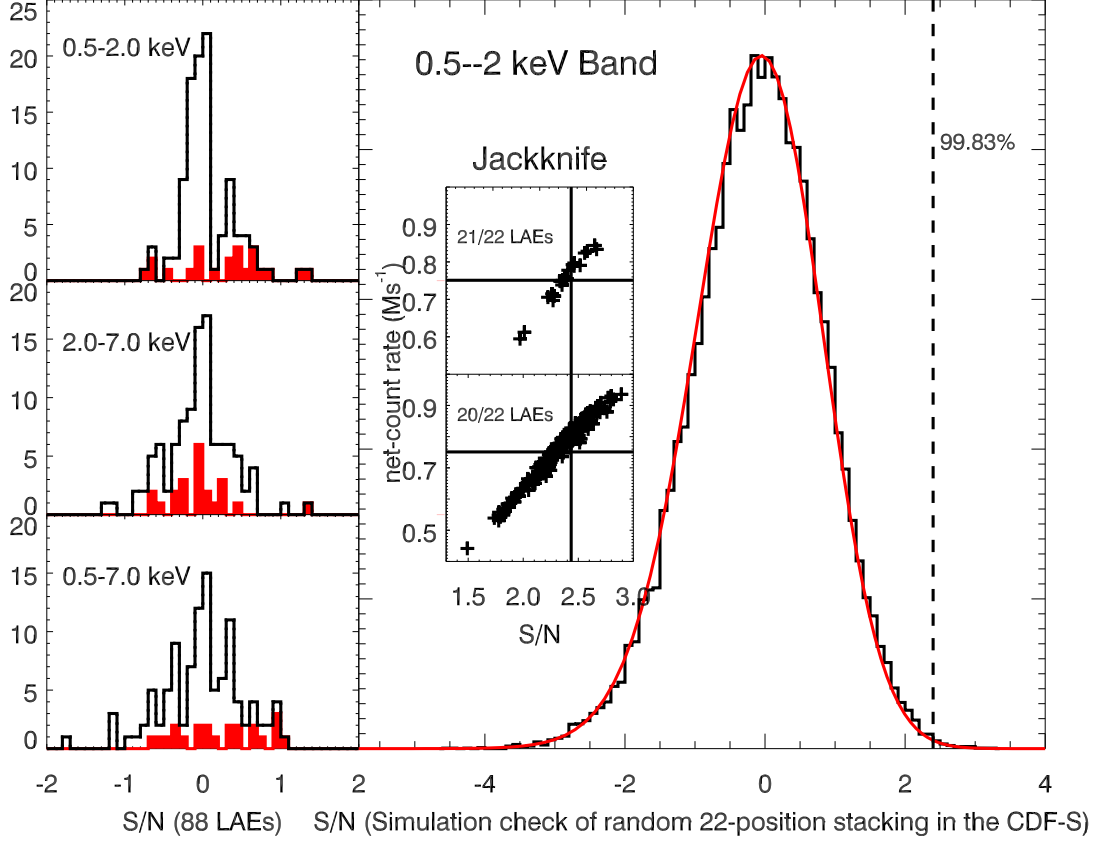 25
20
15
10
5
0
0.5-2.0 keV
20
15
10
5
0
2.0-7.0 keV
20
15
10
5
0
0.5-7.0 keV
-2 -1 0 1 2
S/N (88 LAEs)
0.5--2 keV Band
99.83%
Jackknife
21/22 LAEs
0.9
0.8
0.7
0.6
20/22 LAEs
0.9
0.7
0.5
net-count rate (Ms⁻¹)
1.5 2.0 2.5 3.0
S/N
-4 -2 0 2 4
S/N (Simulation check of random 22-position stacking in the CDF-S)